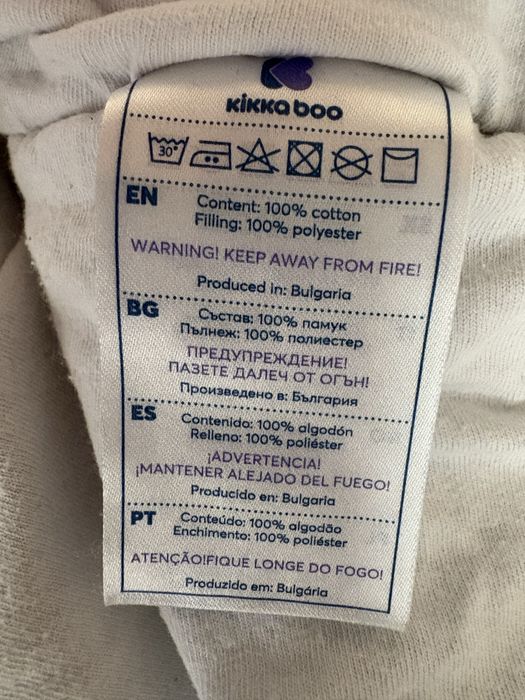 KIKKA BOO
30°
EN
Content: 100% cotton
Filling: 100% polyester
WARNING! KEEP AWAY FROM FIRE!
Produced in: Bulgaria
BG
Състав: 100% памук
Пълнеж: 100% полиестер
ПРЕДУПРЕЖДЕНИЕ!
ПАЗЕТЕ ДАЛЕЧ ОТ ОГЪН!
Произведено в: България
ES
Contenido: 100% algodón
Relleno: 100% poliéster
¡ADVERTENCIA!
¡MANTENER ALEJADO DEL FUEGO!
Producido en: Bulgaria
PT
Conteúdo: 100% algodão
Enchimento: 100% poliéster
ATENÇÃO!FIQUE LONGE DO FOGO!
Produzido em: Bulgária